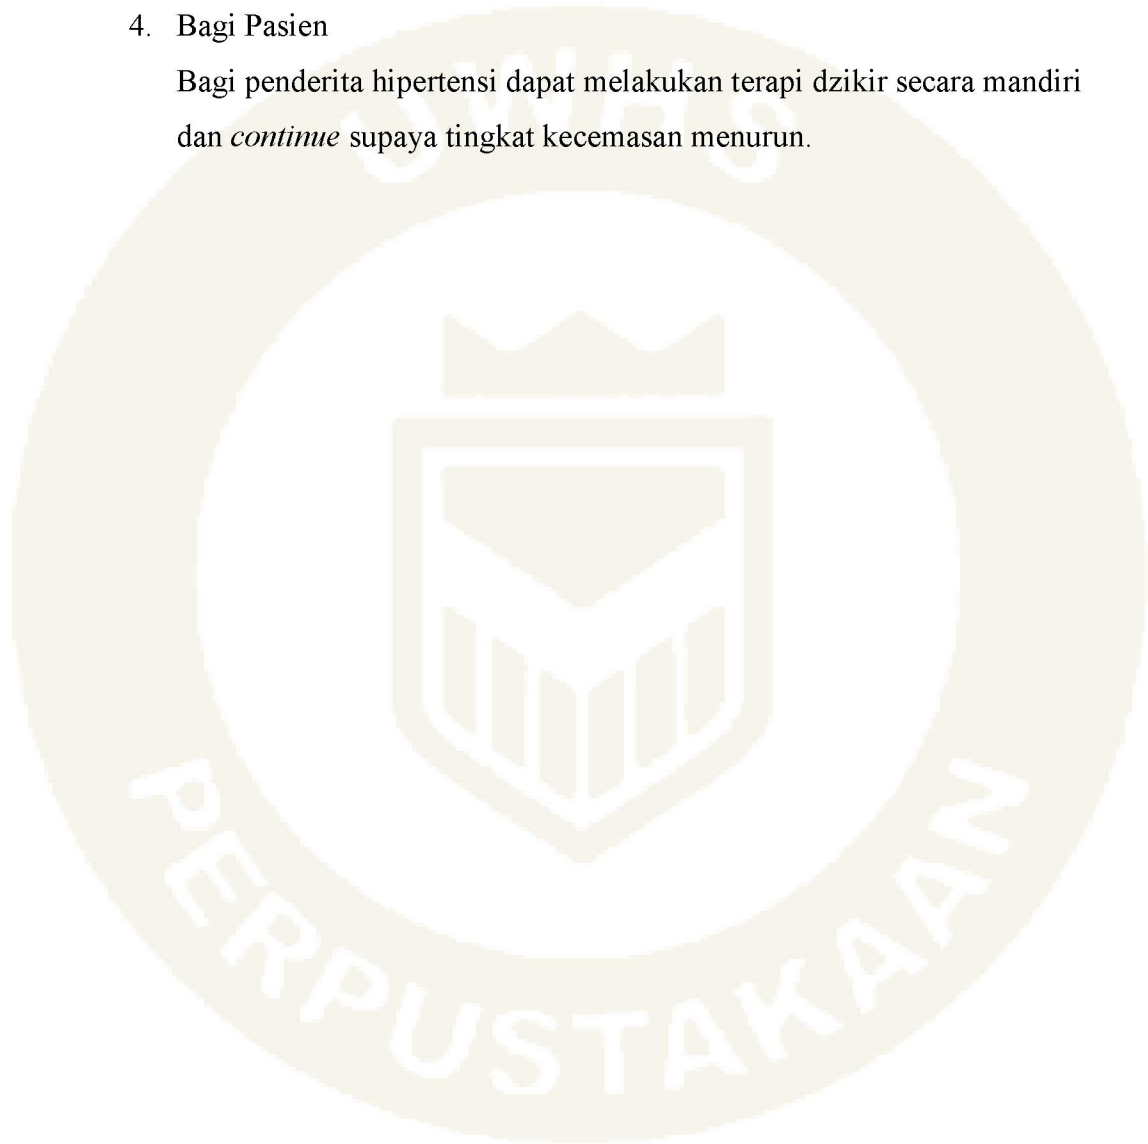 4. Bagi Pasien
Bagi penderita hipertensi dapat melakukan terapi dzikir secara mandiri
dan continue supaya tingkat kecemasan menurun.
UWHS
PERPUSTAKAAN